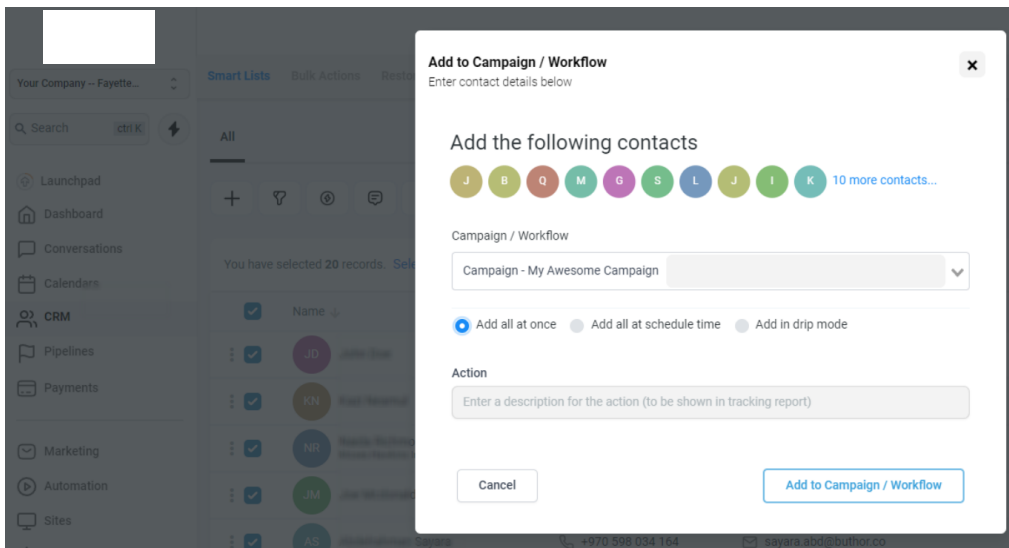 Your Company -- Fayette...
Search
ctrl K
Launchpad
Dashboard
Conversations
Calendars
CRM
Pipelines
Payments
Marketing
Automation
Sites
Smart Lists Bulk Actions
All
You have selected 20 records.
Name
JD
KN
NR
JM
AS
Sayara +970 598 034 164 sayara.abd@buthor.co
Add to Campaign / Workflow
Enter contact details below
Add the following contacts
J B Q M G S L J I K 10 more contacts...
Campaign / Workflow
Campaign - My Awesome Campaign
Add all at once Add all at schedule time Add in drip mode
Action
Enter a description for the action (to be shown in tracking report)
Cancel Add to Campaign / Workflow